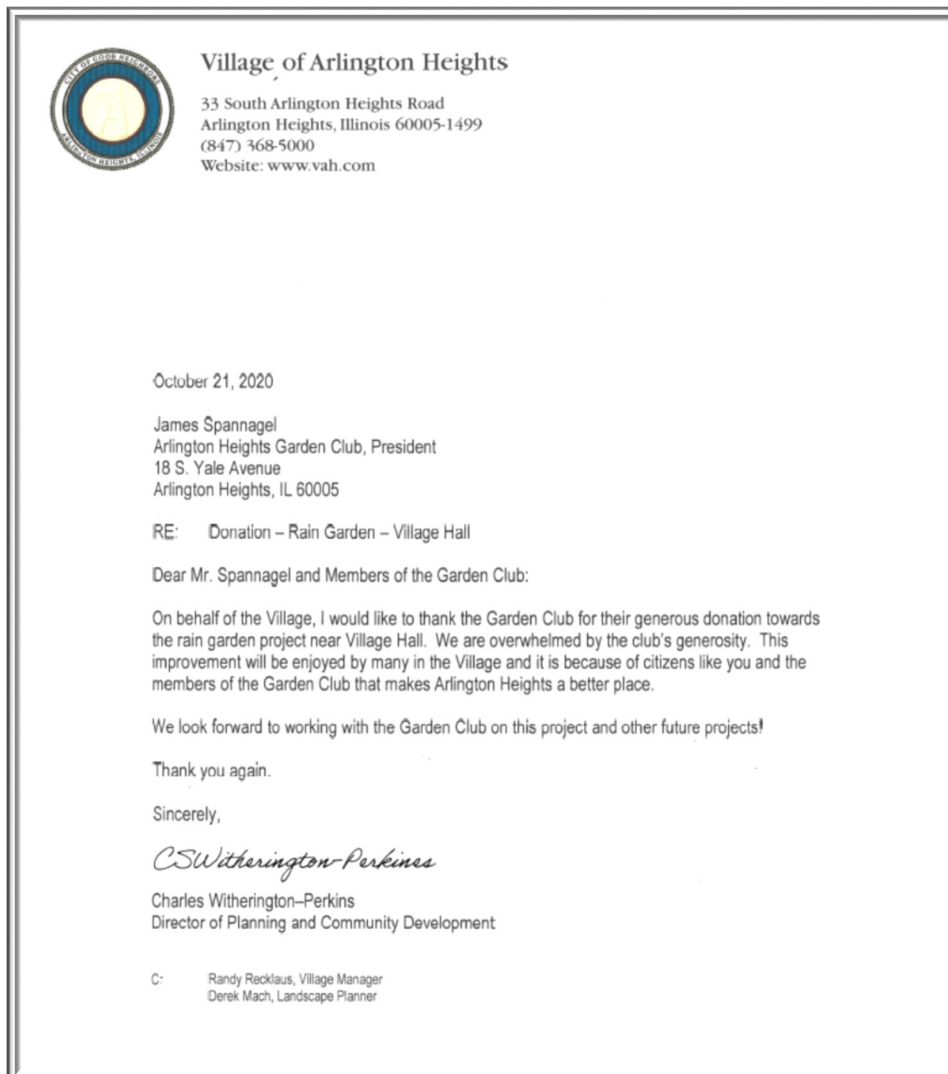 CITY OF GOOD NEIGHBORS
ARLINGTON HEIGHTS, ILLINOIS
A
Village of Arlington Heights
33 South Arlington Heights Road
Arlington Heights, Illinois 60005-1499
(847) 368-5000
Website: www.vah.com
October 21, 2020
James Spannagel
Arlington Heights Garden Club, President
18 S. Yale Avenue
Arlington Heights, IL 60005
RE: Donation – Rain Garden – Village Hall
Dear Mr. Spannagel and Members of the Garden Club:
On behalf of the Village, I would like to thank the Garden Club for their generous donation towards
the rain garden project near Village Hall. We are overwhelmed by the club's generosity. This
improvement will be enjoyed by many in the Village and it is because of citizens like you and the
members of the Garden Club that makes Arlington Heights a better place.
We look forward to working with the Garden Club on this project and other future projects!
Thank you again.
Sincerely,
CSWitherington-Perkines
Charles Witherington–Perkins
Director of Planning and Community Development
C: Randy Recklaus, Village Manager
Derek Mach, Landscape Planner